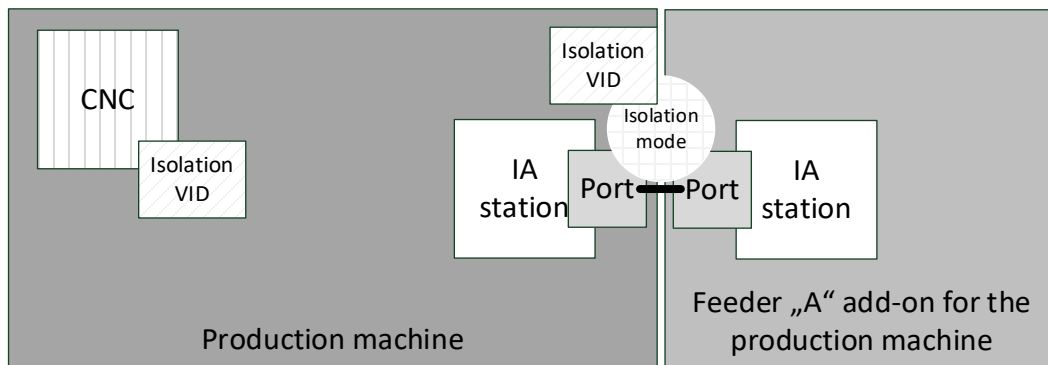 CNC
Isolation
VID
Isolation
VID
Isolation
mode
IA
station
Port
Port
IA
station
Production machine
Feeder „A“ add-on for the
production machine